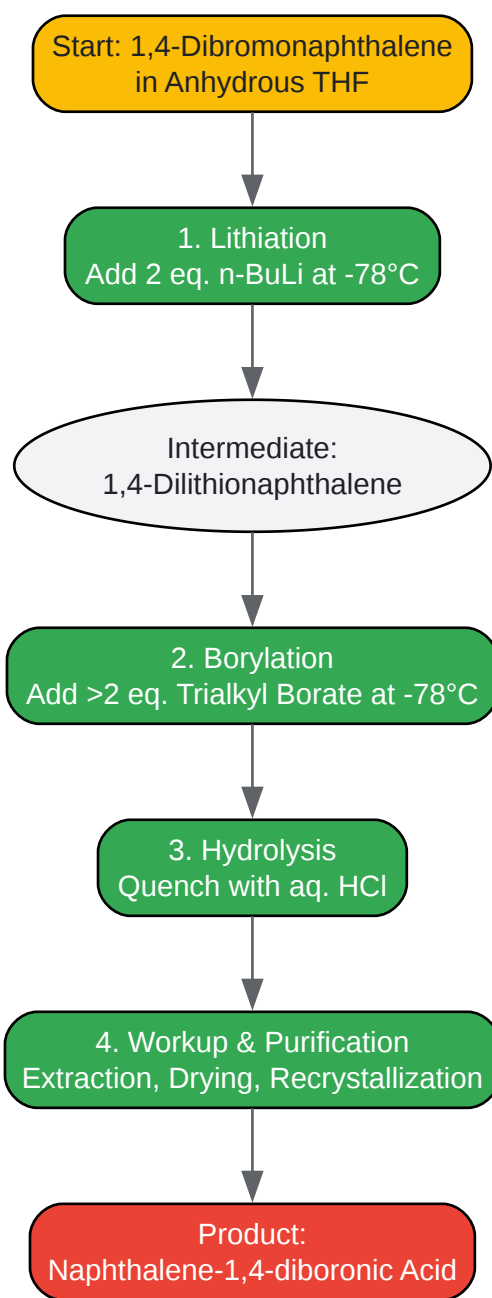 Start: 1,4-Dibromonaphthalene
in Anhydrous THF
1. Lithiation
Add 2 eq. n-BuLi at -78°C
Intermediate:
1,4-Dilithionaphthalene
2. Borylation
Add >2 eq. Trialkyl Borate at -78°C
3. Hydrolysis
Quench with aq. HCl
4. Workup & Purification
Extraction, Drying, Recrystallization
Product:
Naphthalene-1,4-diboronic Acid